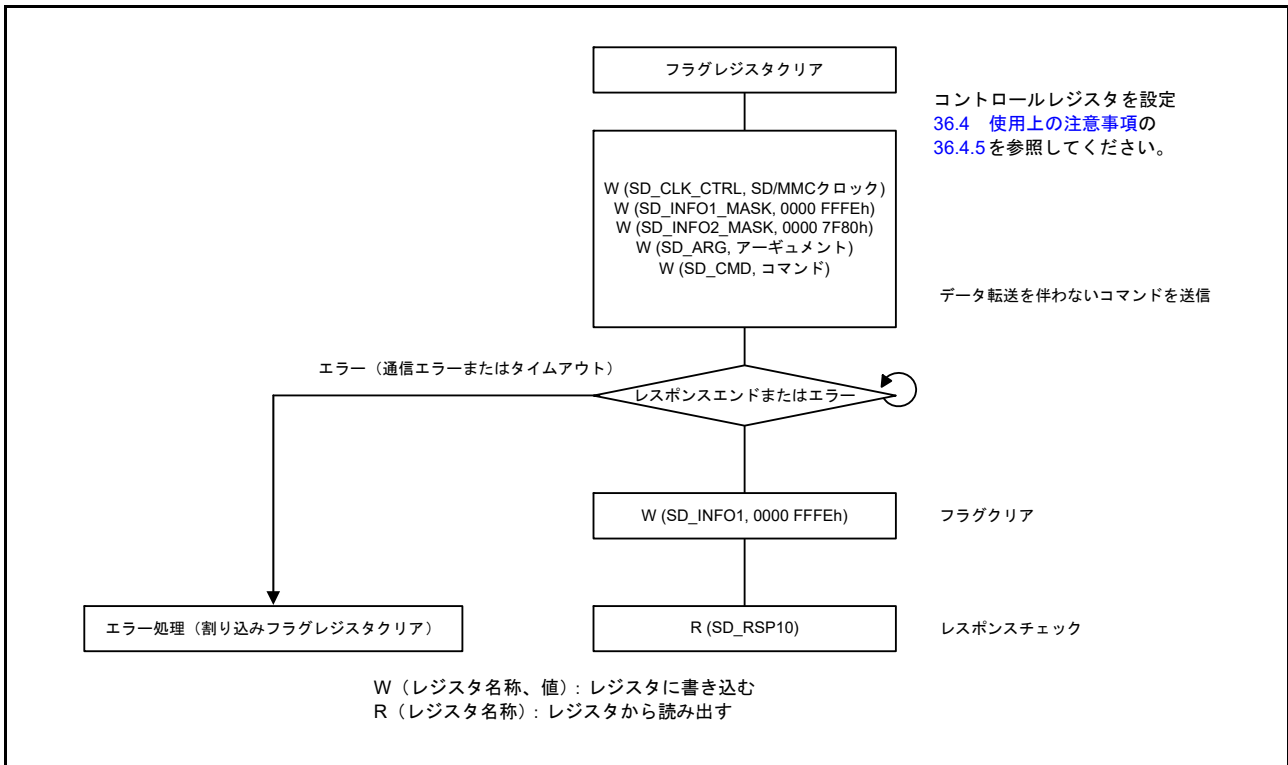 フラグレジスタクリア
コントロールレジスタを設定
36.4 使用上の注意事項の
36.4.5を参照してください。
W (SD_CLK_CTRL, SD/MMCクロック)
W (SD_INFO1_MASK, 0000 FFFEh)
W (SD_INFO2_MASK, 0000 7F80h)
W (SD_ARG, アーギュメント)
W (SD_CMD, コマンド)
データ転送を伴わないコマンドを送信
エラー（通信エラーまたはタイムアウト）
レスポンスエンドまたはエラー
W (SD_INFO1, 0000 FFFEh)
フラグクリア
エラー処理（割り込みフラグレジスタクリア）
R (SD_RSP10)
レスポンスチェック
W（レジスタ名称、値）: レジスタに書き込む
R（レジスタ名称）: レジスタから読み出す